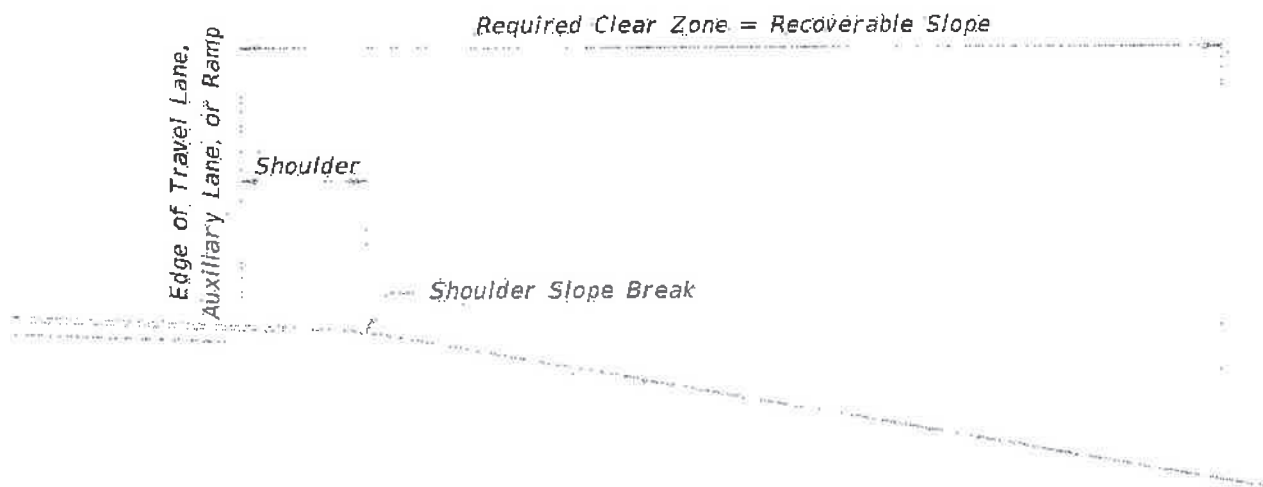 Required Clear Zone = Recoverable Slope
Edge of Travel Lane,
Auxiliary Lane, or Ramp
Shoulder
Shoulder Slope Break